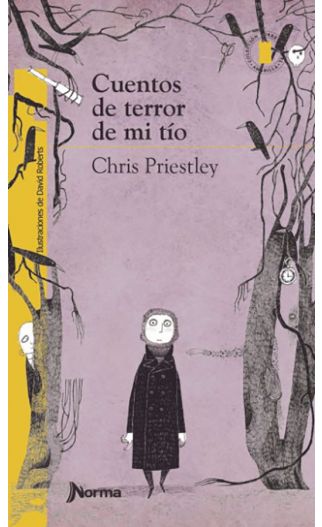 Cuentos
de terror
de mi tío
Chris Priestley
Ilustraciones de David Roberts
Norma